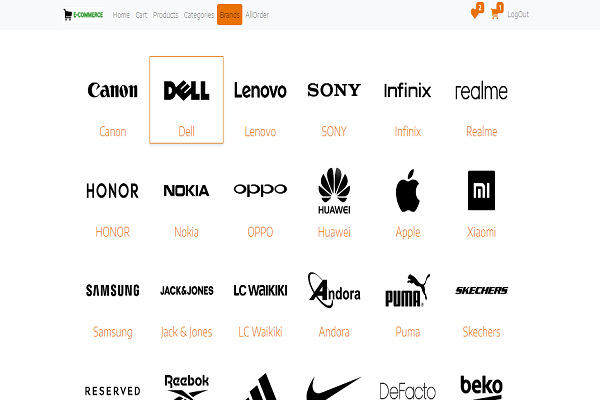 E-COMMERCE Home Cart Products Categories Brands AllOrder 2 1 LogOut
Canon DELL Lenovo SONY Infinix realme
Canon Dell Lenovo SONY Infinix Realme
HONOR NOKIA oppo HUAWEI mi
HONOR Nokia OPPO Huawei Apple Xiaomi
SAMSUNG JACK&JONES LC WAIKIKI Andora PUMA SKECHERS
Samsung Jack & Jones LC Waikiki Andora Puma Skechers
RESERVED Reebok DeFacto beko